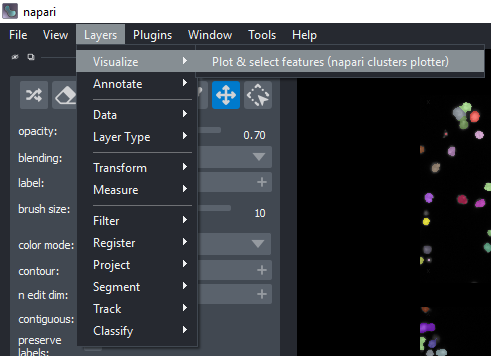 napari
File View Layers Plugins Window Tools Help
Visualize
Plot & select features (napari clusters plotter)
Annotate
Data
Layer Type
Transform
Measure
Filter
Register
Project
Segment
Track
Classify
opacity:
0.70
blending:
label:
brush size:
10
color mode:
contour:
n edit dim:
contiguous:
preserve
labels: